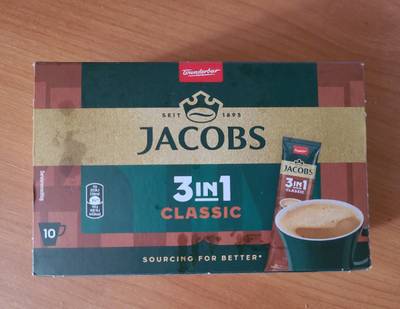 Wunderbar
SEIT 1895
JACOBS
3IN1
CLASSIC
JACOBS
3IN1
CLASSIC
10
SOURCING FOR BETTER*